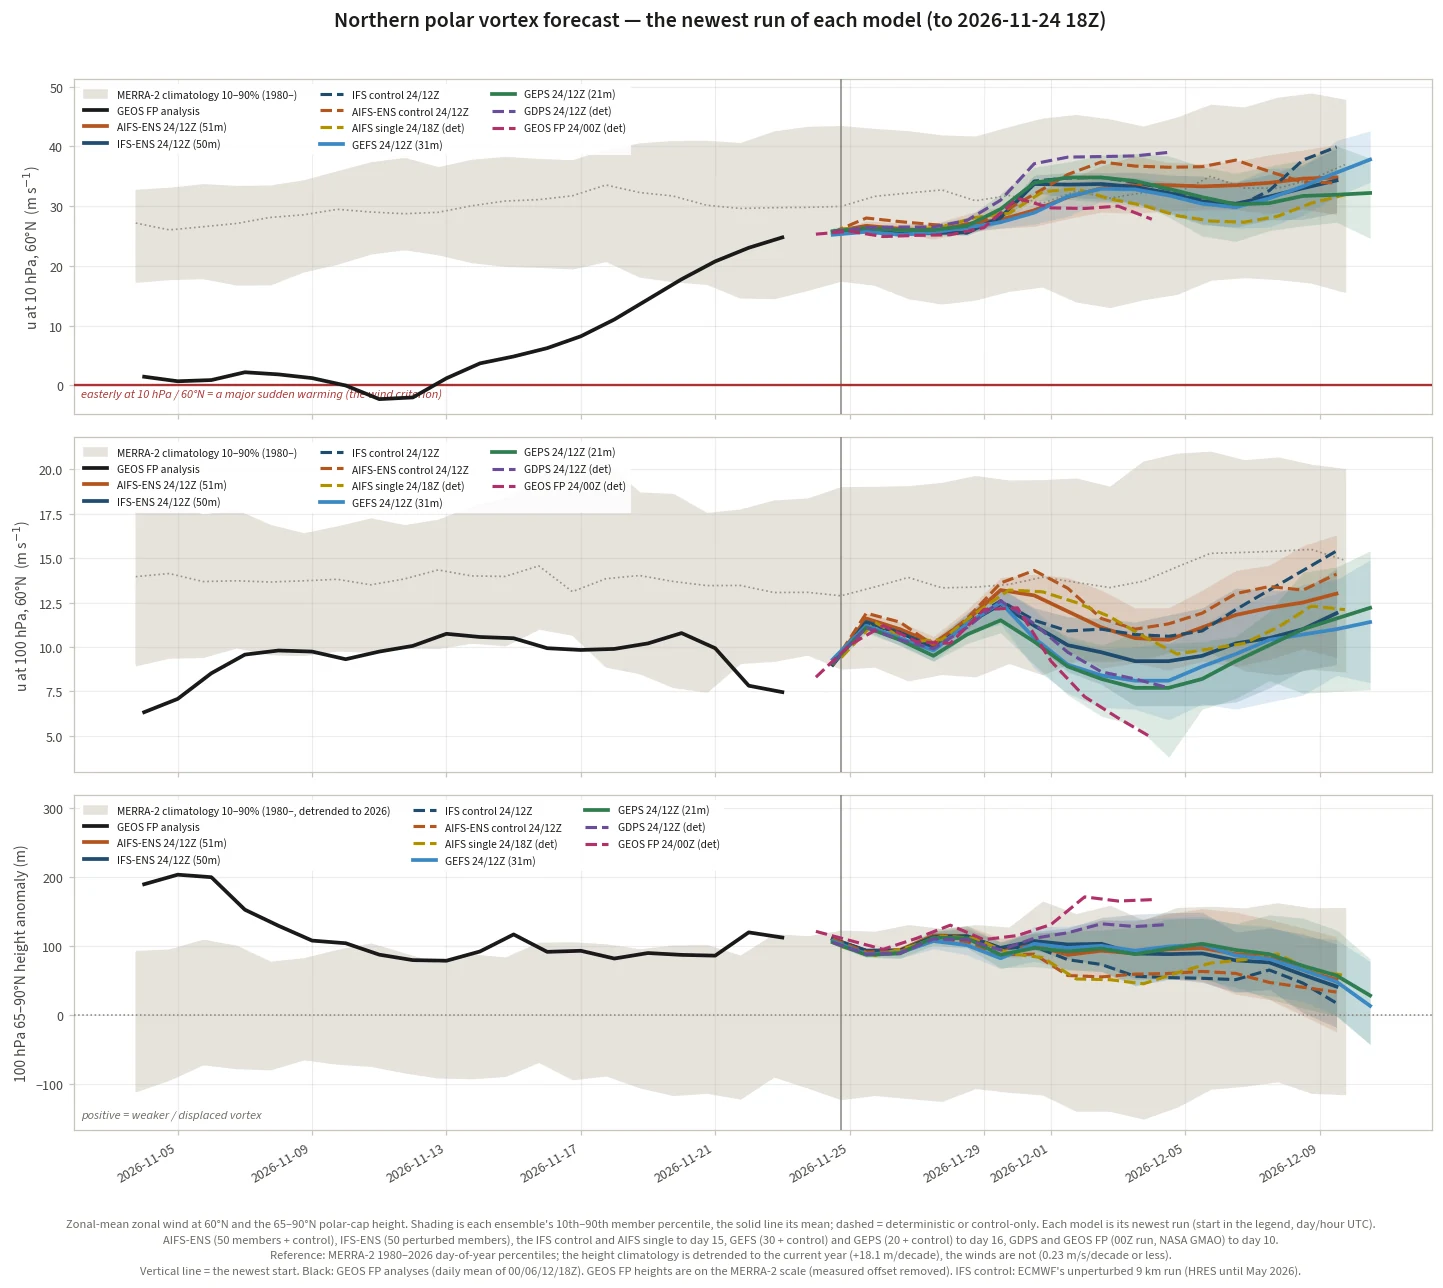 Northern polar vortex forecast — the newest run of each model (to 2026-11-24 18Z)
u at 10 hPa, 60°N (m s⁻¹)
50
40
30
20
10
0
MERRA-2 climatology 10–90% (1980–)
GEOS FP analysis
AIFS-ENS 24/12Z (51m)
IFS-ENS 24/12Z (50m)
IFS control 24/12Z
AIFS-ENS control 24/12Z
AIFS single 24/18Z (det)
GEFS 24/12Z (31m)
GEPS 24/12Z (21m)
GDPS 24/12Z (det)
GEOS FP 24/00Z (det)
easterly at 10 hPa / 60°N = a major sudden warming (the wind criterion)
u at 100 hPa, 60°N (m s⁻¹)
20.0
17.5
15.0
12.5
10.0
7.5
5.0
MERRA-2 climatology 10–90% (1980–)
GEOS FP analysis
AIFS-ENS 24/12Z (51m)
IFS-ENS 24/12Z (50m)
IFS control 24/12Z
AIFS-ENS control 24/12Z
AIFS single 24/18Z (det)
GEFS 24/12Z (31m)
GEPS 24/12Z (21m)
GDPS 24/12Z (det)
GEOS FP 24/00Z (det)
100 hPa 65–90°N height anomaly (m)
300
200
100
0
−100
MERRA-2 climatology 10–90% (1980–, detrended to 2026)
GEOS FP analysis
AIFS-ENS 24/12Z (51m)
IFS-ENS 24/12Z (50m)
IFS control 24/12Z
AIFS-ENS control 24/12Z
AIFS single 24/18Z (det)
GEFS 24/12Z (31m)
GEPS 24/12Z (21m)
GDPS 24/12Z (det)
GEOS FP 24/00Z (det)
positive = weaker / displaced vortex
2026-11-05
2026-11-09
2026-11-13
2026-11-17
2026-11-21
2026-11-25
2026-11-29
2026-12-01
2026-12-05
2026-12-09
Zonal-mean zonal wind at 60°N and the 65–90°N polar-cap height. Shading is each ensemble's 10th–90th member percentile, the solid line its mean; dashed = deterministic or control-only. Each model is its newest run (start in the legend, day/hour UTC).
AIFS-ENS (50 members + control), IFS-ENS (50 perturbed members), the IFS control and AIFS single to day 15, GEFS (30 + control) and GEPS (20 + control) to day 16, GDPS and GEOS FP (00Z run, NASA GMAO) to day 10.
Reference: MERRA-2 1980–2026 day-of-year percentiles; the height climatology is detrended to the current year (+18.1 m/decade), the winds are not (0.23 m/s/decade or less).
Vertical line = the newest start. Black: GEOS FP analyses (daily mean of 00/06/12/18Z). GEOS FP heights are on the MERRA-2 scale (measured offset removed). IFS control: ECMWF's unperturbed 9 km run (HRES until May 2026).